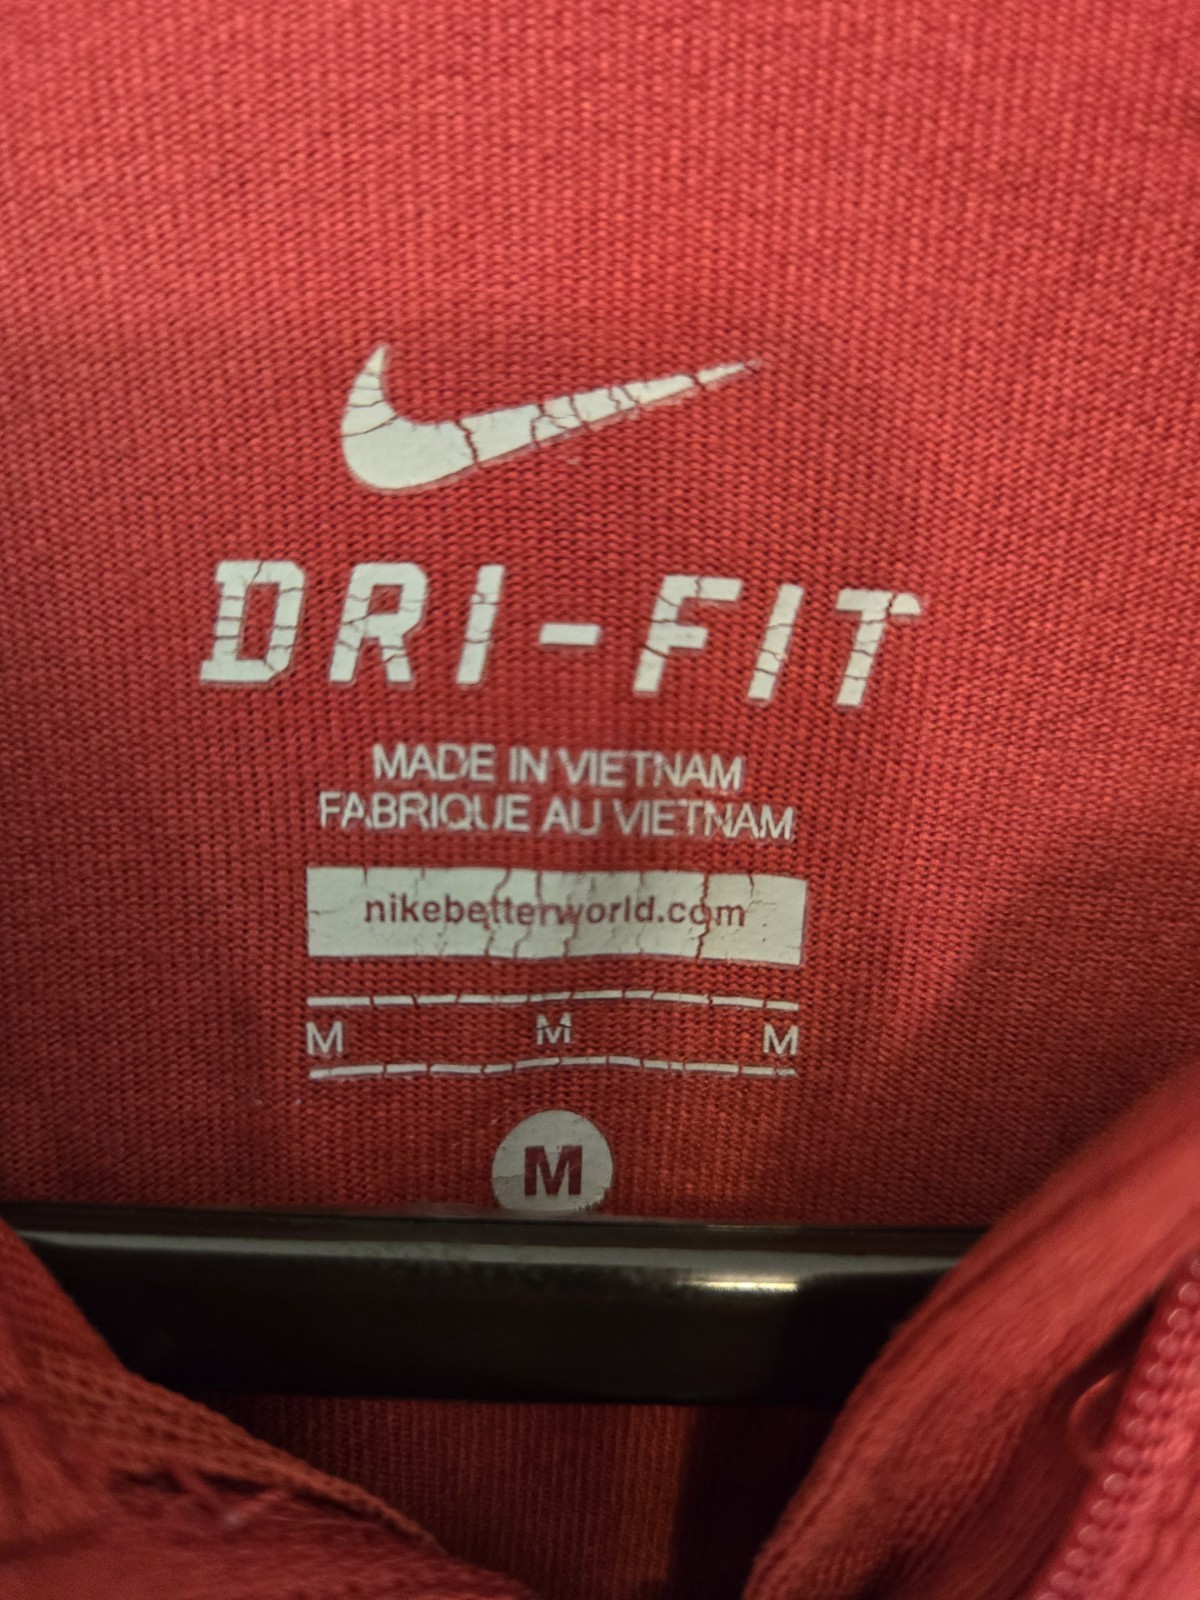 DRI-FIT
MADE IN VIETNAM
FABRIQUE AU VIETNAM
nikebetterworld.com
M M M
M